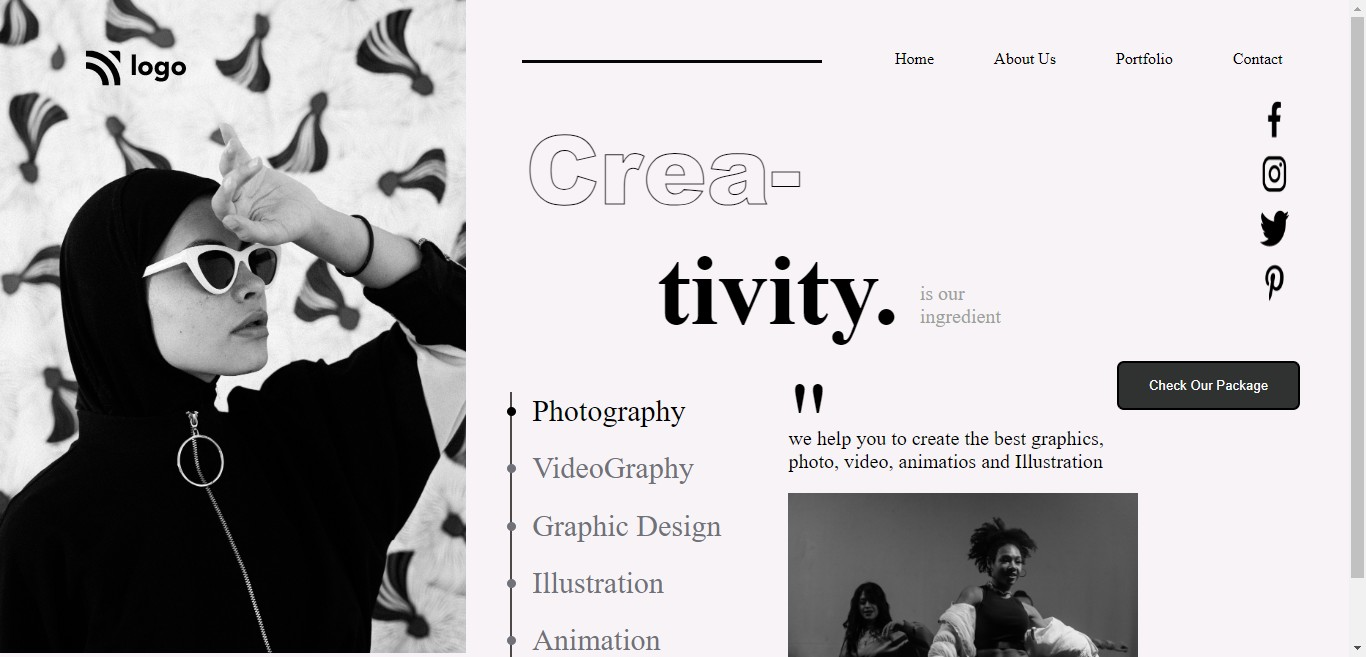 logo
Home About Us Portfolio Contact
Crea-
tivity.
is our
ingredient
Check Our Package
Photography
VideoGraphy
Graphic Design
Illustration
Animation
"
we help you to create the best graphics,
photo, video, animatios and Illustration